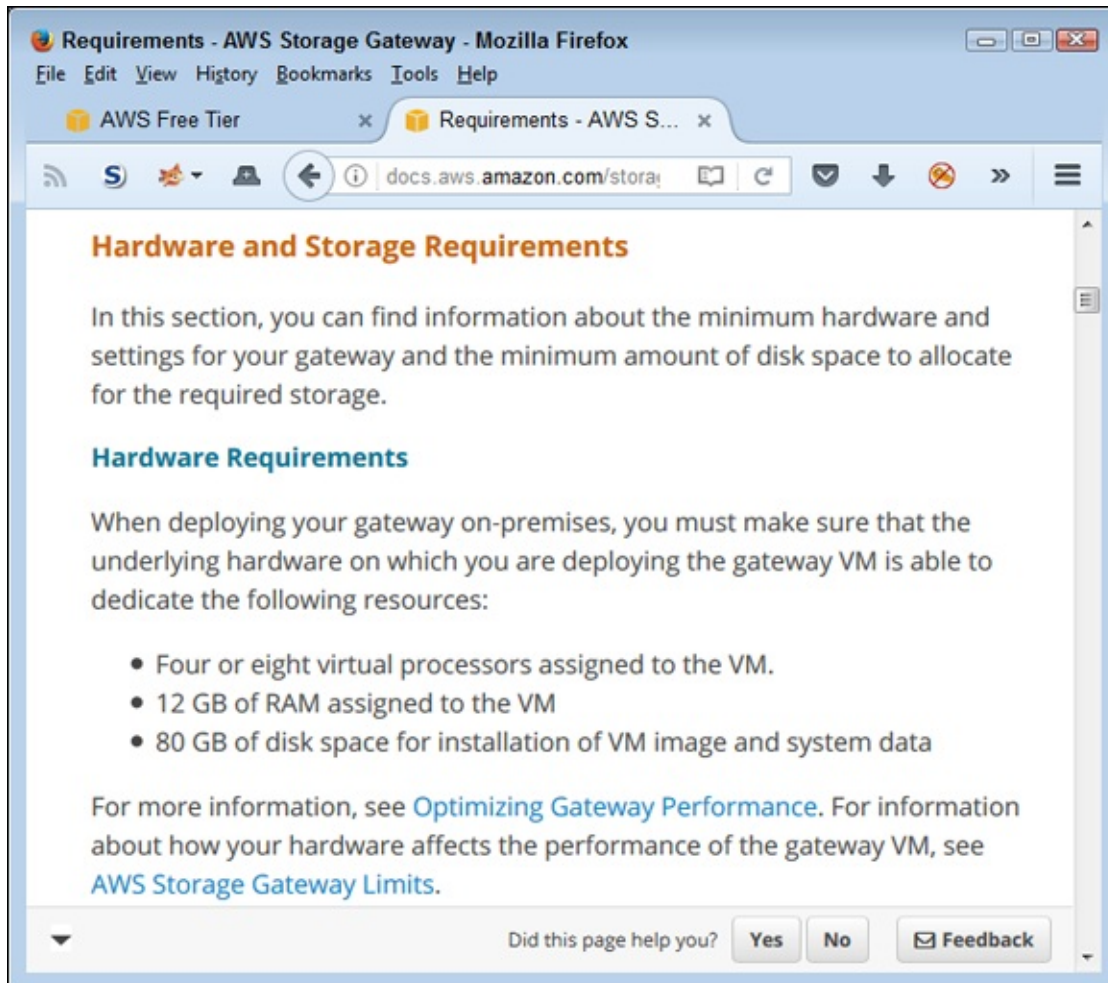 Requirements - AWS Storage Gateway - Mozilla Firefox
File Edit View History Bookmarks Tools Help
AWS Free Tier
Requirements - AWS S...
docs.aws.amazon.com/stora
Hardware and Storage Requirements
In this section, you can find information about the minimum hardware and
settings for your gateway and the minimum amount of disk space to allocate
for the required storage.
Hardware Requirements
When deploying your gateway on-premises, you must make sure that the
underlying hardware on which you are deploying the gateway VM is able to
dedicate the following resources:
• Four or eight virtual processors assigned to the VM.
• 12 GB of RAM assigned to the VM
• 80 GB of disk space for installation of VM image and system data
For more information, see Optimizing Gateway Performance. For information
about how your hardware affects the performance of the gateway VM, see
AWS Storage Gateway Limits.
Did this page help you? Yes No Feedback